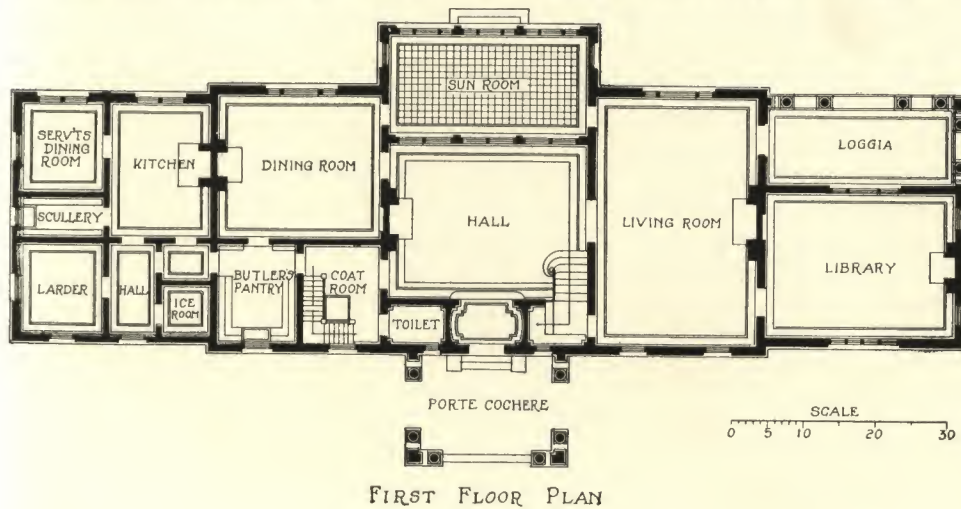 SUN ROOM
SERV'TS
DINING
ROOM
KITCHEN
DINING ROOM
LOGGIA
SCULLERY
HALL
LIVING ROOM
LARDER
HALL
ICE
ROOM
BUTLER'S
PANTRY
COAT
ROOM
LIBRARY
TOILET
PORTE COCHERE
SCALE
0 5 10 20 30
FIRST FLOOR PLAN